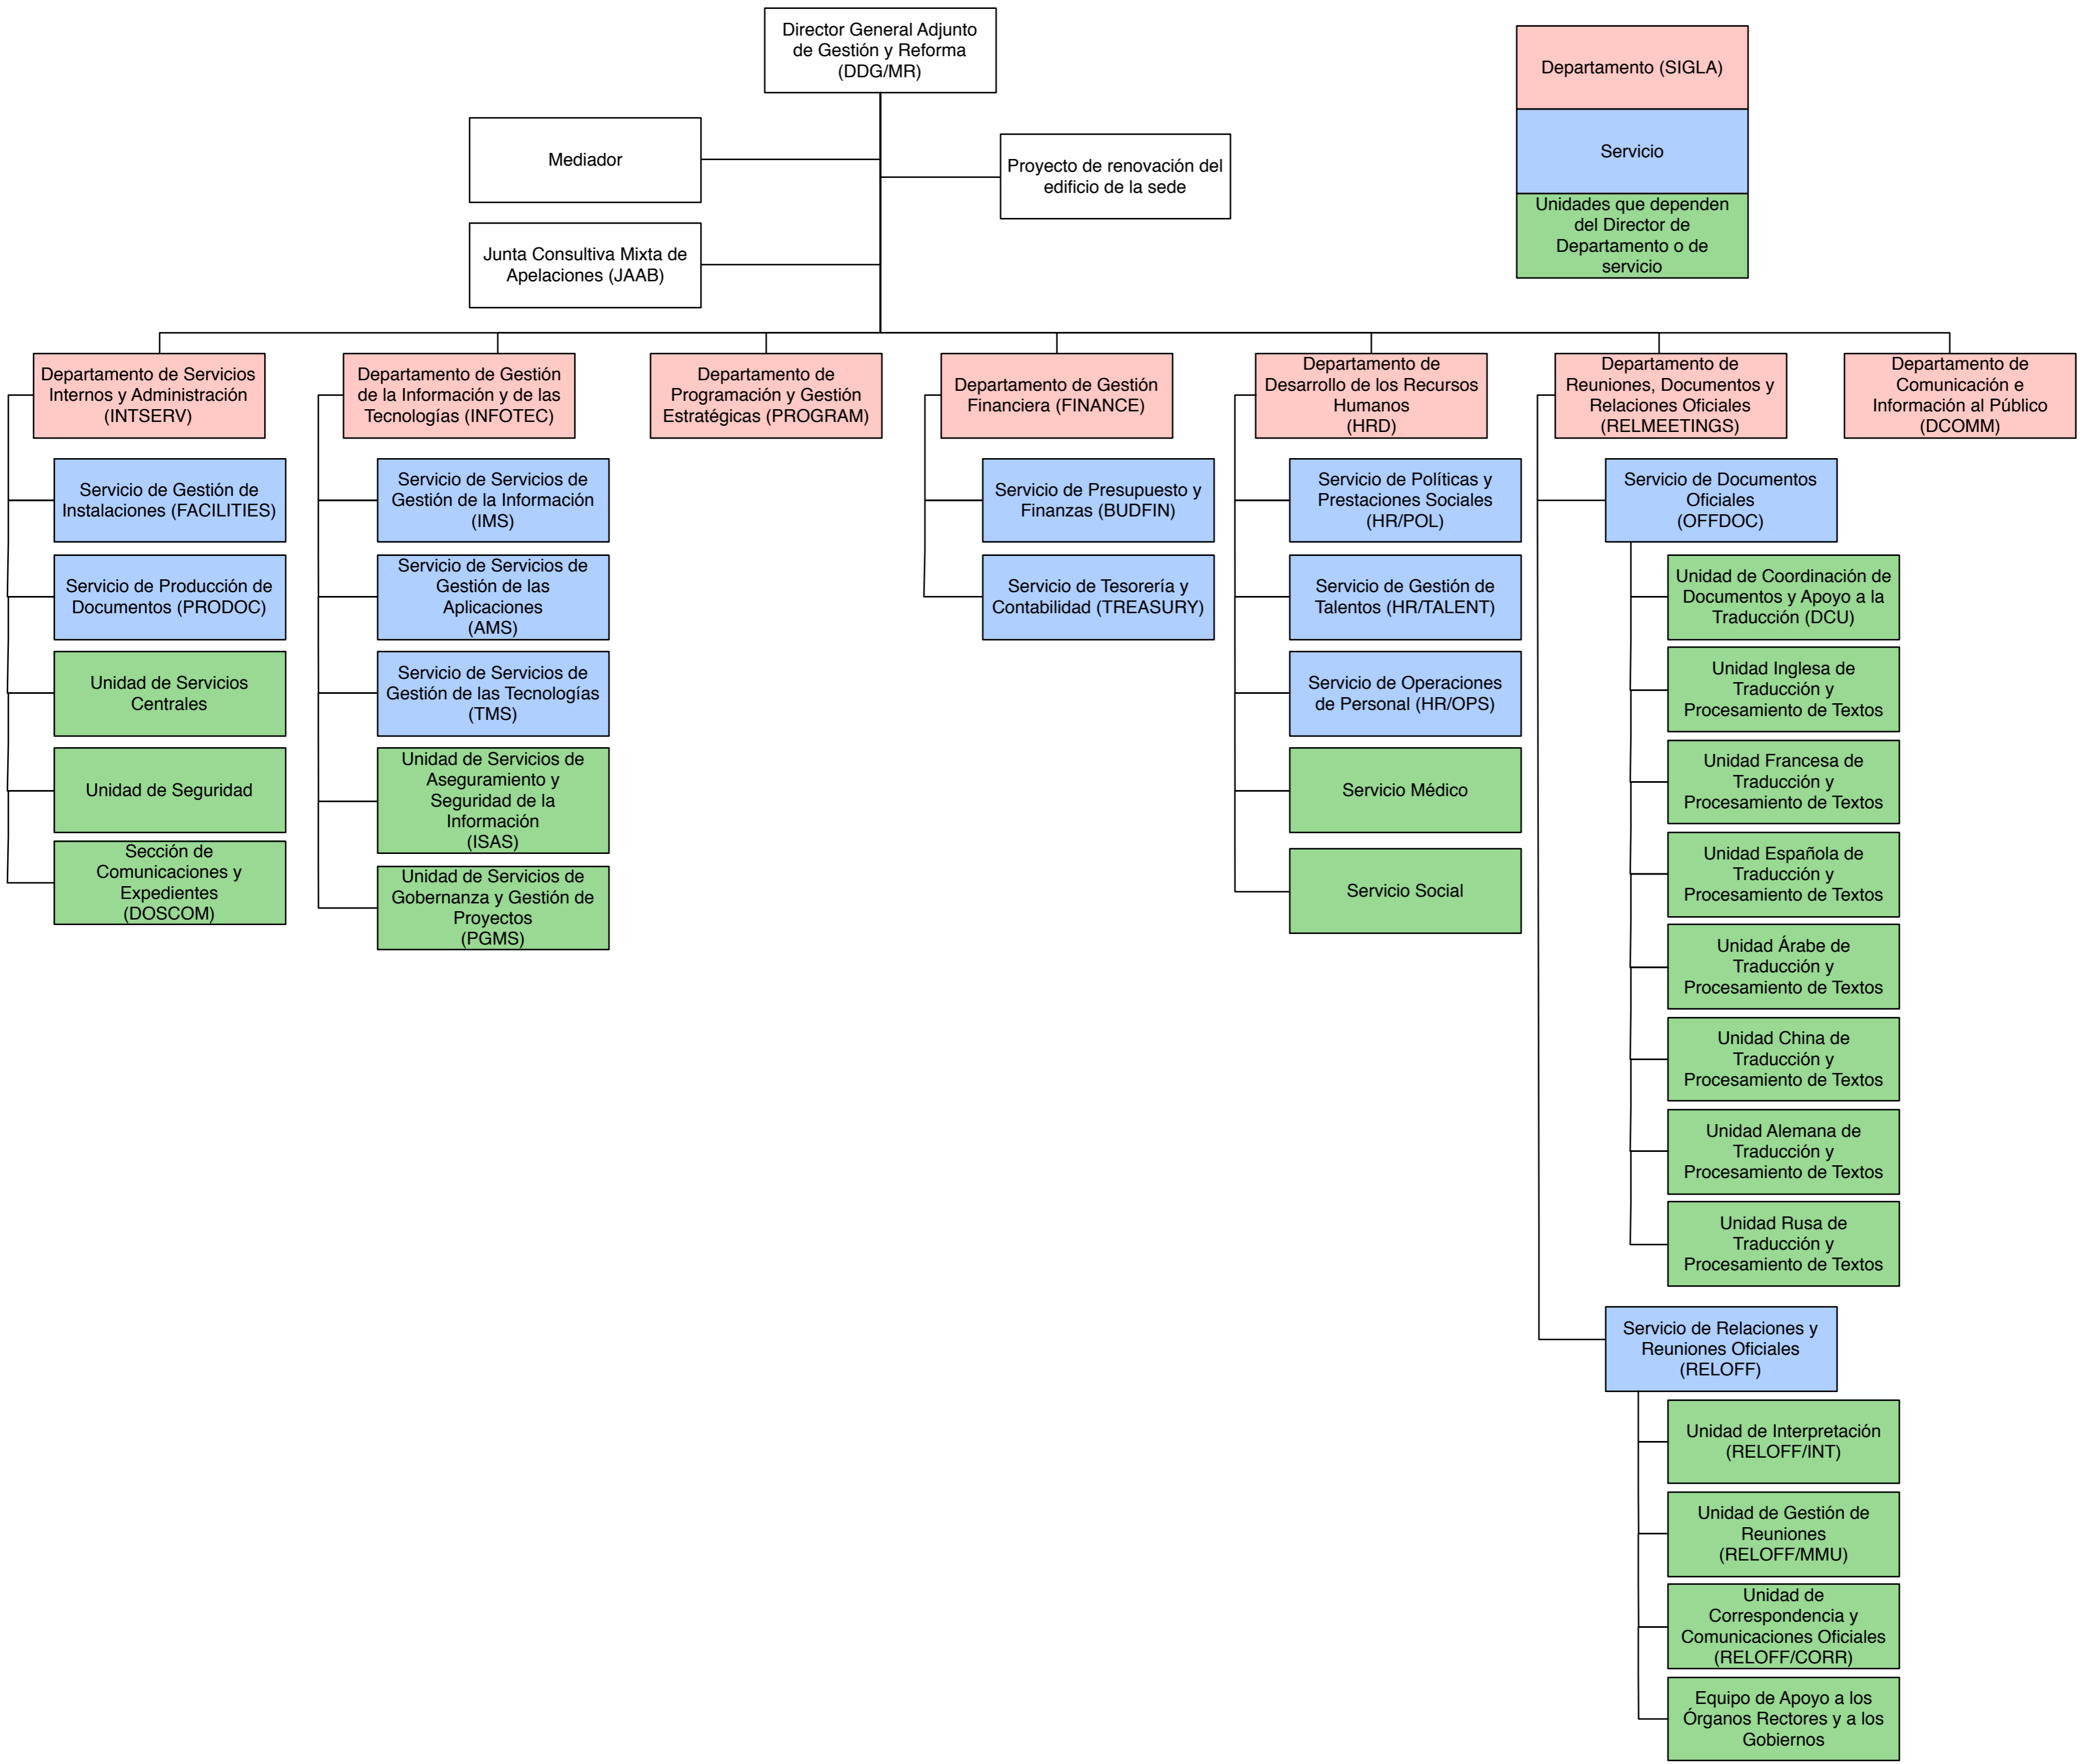 Director General Adjunto
de Gestión y Reforma
(DDG/MR)
Mediador
Proyecto de renovación del
edificio de la sede
Junta Consultiva Mixta de
Apelaciones (JAAB)
Departamento (SIGLA)
Servicio
Unidades que dependen
del Director de
Departamento o de
servicio
Departamento de Servicios
Internos y Administración
(INTSERV)
Servicio de Gestión de
Instalaciones (FACILITIES)
Servicio de Producción de
Documentos (PRODOC)
Unidad de Servicios
Centrales
Unidad de Seguridad
Sección de
Comunicaciones y
Expedientes
(DOSCOM)
Departamento de Gestión
de la Información y de las
Tecnologías (INFOTEC)
Servicio de Servicios de
Gestión de la Información
(IMS)
Servicio de Servicios de
Gestión de las
Aplicaciones
(AMS)
Servicio de Servicios de
Gestión de las Tecnologías
(TMS)
Unidad de Servicios de
Aseguramiento y
Seguridad de la
Información
(ISAS)
Unidad de Servicios de
Gobernanza y Gestión de
Proyectos
(PGMS)
Departamento de
Programación y Gestión
Estratégicas (PROGRAM)
Departamento de Gestión
Financiera (FINANCE)
Servicio de Presupuesto y
Finanzas (BUDFIN)
Servicio de Tesorería y
Contabilidad (TREASURY)
Departamento de
Desarrollo de los Recursos
Humanos
(HRD)
Servicio de Políticas y
Prestaciones Sociales
(HR/POL)
Servicio de Gestión de
Talentos (HR/TALENT)
Servicio de Operaciones
de Personal (HR/OPS)
Servicio Médico
Servicio Social
Departamento de
Reuniones, Documentos y
Relaciones Oficiales
(RELMEETINGS)
Servicio de Documentos
Oficiales
(OFFDOC)
Unidad de Coordinación de
Documentos y Apoyo a la
Traducción (DCU)
Unidad Inglesa de
Traducción y
Procesamiento de Textos
Unidad Francesa de
Traducción y
Procesamiento de Textos
Unidad Española de
Traducción y
Procesamiento de Textos
Unidad Árabe de
Traducción y
Procesamiento de Textos
Unidad China de
Traducción y
Procesamiento de Textos
Unidad Alemana de
Traducción y
Procesamiento de Textos
Unidad Rusa de
Traducción y
Procesamiento de Textos
Servicio de Relaciones y
Reuniones Oficiales
(RELOFF)
Unidad de Interpretación
(RELOFF/INT)
Unidad de Gestión de
Reuniones
(RELOFF/MMU)
Unidad de
Correspondencia y
Comunicaciones Oficiales
(RELOFF/CORR)
Equipo de Apoyo a los
Órganos Rectores y a los
Gobiernos
Departamento de
Comunicación e
Información al Público
(DCOMM)